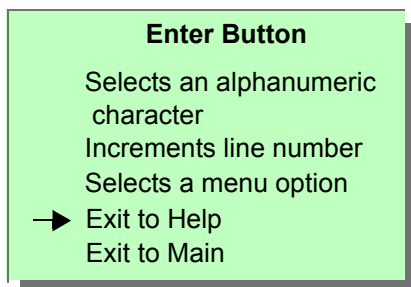 Enter Button
Selects an alphanumeric
character
Increments line number
Selects a menu option
Exit to Help
Exit to Main